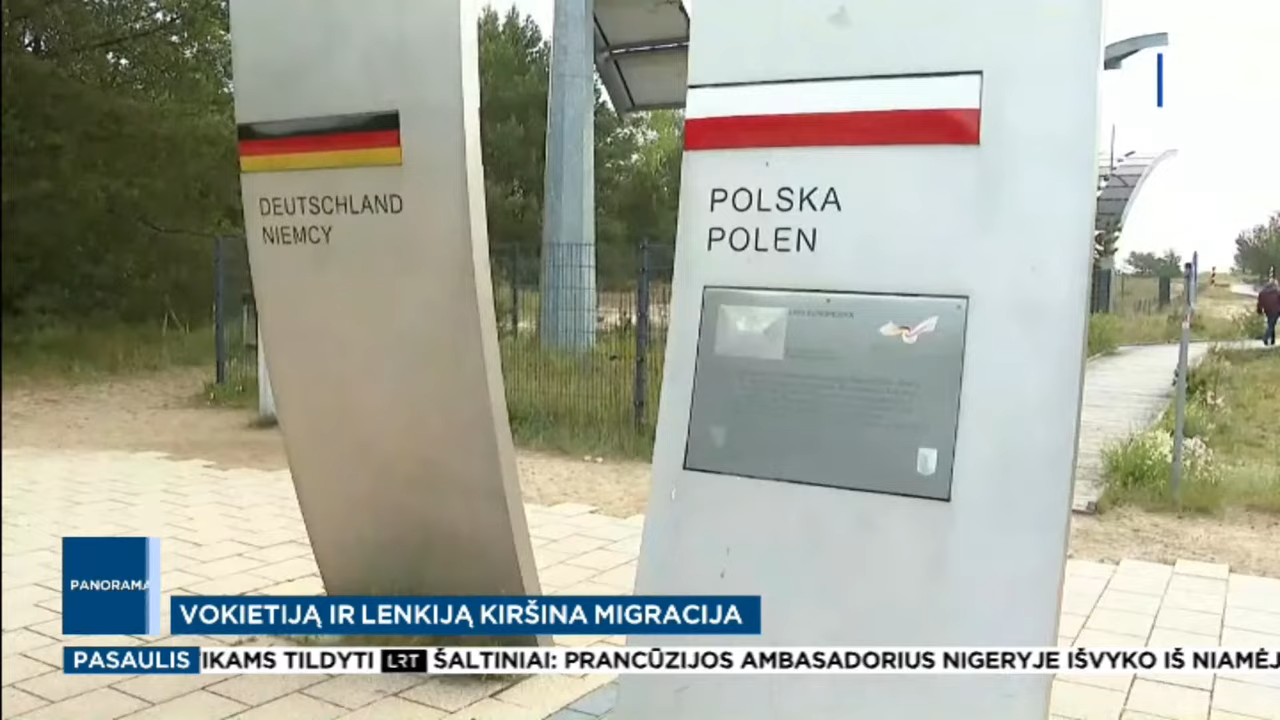 DEUTSCHLAND
NIEMCY
POLSKA
POLEN
PANORAMA
VOKIETIJĄ IR LENKIJĄ KIRŠINA MIGRACIJA
PASAULIS IKAMS TILDYTI LRT ŠALTINIAI: PRANCŪZIJOS AMBASADORIUS NIGERYJE IŠVYKO IŠ NIAMĖJ